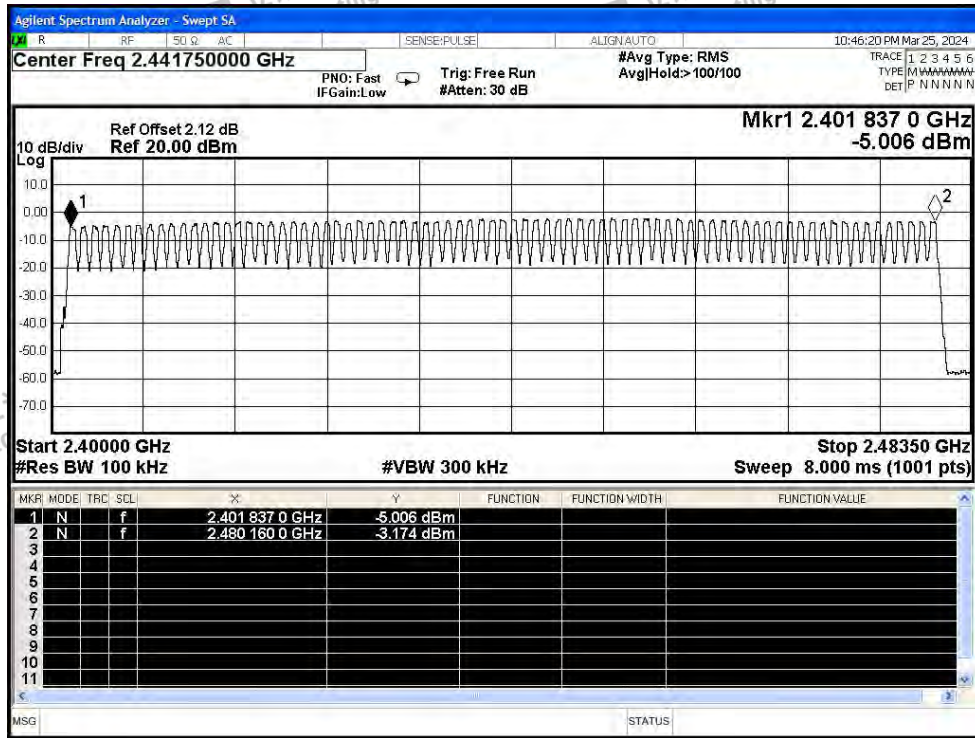 Agilent Spectrum Analyzer - Swept SA
LXI R RF 50 Ω AC SENSE:PULSE ALIGN AUTO 10:46:20 PM Mar 25, 2024
Center Freq 2.441750000 GHz #Avg Type: RMS TRACE 1 2 3 4 5 6
PNO: Fast Trig: Free Run Avg|Hold:>100/100 TYPE MWWWWW
IFGain:Low #Atten: 30 dB DET P N N N N N
Mkr1 2.401 837 0 GHz
Ref Offset 2.12 dB
10 dB/div Ref 20.00 dBm -5.006 dBm
Log
10.0
0.00
-10.0
-20.0
-30.0
-40.0
-50.0
-60.0
-70.0
1
2
Start 2.40000 GHz Stop 2.48350 GHz
#Res BW 100 kHz #VBW 300 kHz Sweep 8.000 ms (1001 pts)
MKR MODE TRC SCL X Y FUNCTION FUNCTION WIDTH FUNCTION VALUE
1 N f 2.401 837 0 GHz -5.006 dBm
2 N f 2.480 160 0 GHz -3.174 dBm
3
4
5
6
7
8
9
10
11
MSG STATUS